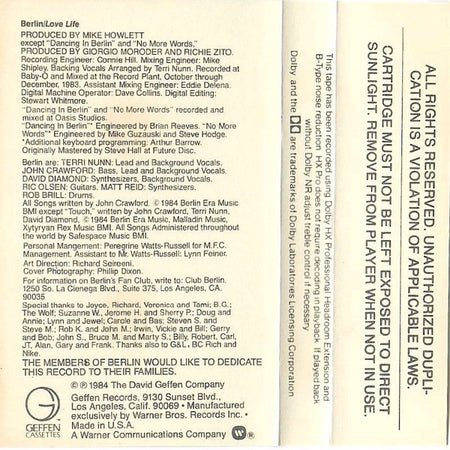 Berlin/Love Life
PRODUCED BY MIKE HOWLETT
except "Dancing In Berlin" and "No More Words,"
PRODUCED BY GIORGIO MORODER AND RICHIE ZITO.
Recording Engineer: Connie Hill. Mixing Engineer: Mike
Shipley, Backing Vocals Arranged by Terri Nunn. Recorded at
Baby-O and Mixed at the Record Plant, October through
December, 1983. Assistant Mixing Engineer: Eddie Delena.
Digital Machine Operator: Dave Collins. Digital Editing:
Stewart Whitmore.
"Dancing In Berlin" and "No More Words" recorded and
mixed at Oasis Studios.
"Dancing In Berlin" Engineered by Brian Reeves. "No More
Words" Engineered by Mike Guzauski and Steve Hodge.
*Additional keyboard programming: Arthur Barrow.
Originally Mastered by Steve Hall at Future Disc.
Berlin are: TERRI NUNN: Lead and Background Vocals.
JOHN CRAWFORD: Bass, Lead and Background Vocals.
DAVID DIAMOND: Synthesizers, Background Vocals.
RIC OLSEN: Guitars. MATT REID: Synthesizers.
ROB BRILL: Drums.
All Songs written by John Crawford. © 1984 Berlin Era Music
BMI except "Touch," written by John Crawford, Terri Nunn,
David Diamond, © 1984 Berlin Era Music, Malladin Music,
Xytyryan Rex Music BMI. All Songs Administered throughout
the world by Safespace Music BMI.
Personal Mangement: Peregrine Watts-Russell for M.F.C.
Management. Assistant to Mr. Watts-Russell: Lynn Feiner.
Art Direction: Richard Seireeni.
Cover Photography: Phillip Dixon.
For information on Berlin's Fan Club, write to: Club Berlin.
1250 So. La Cienega Blvd., Suite 375, Los Angeles, CA.
90035
Special thanks to Joyce, Richard, Veronica and Tami; B.G.;
The Wolf; Suzanne W., Jerome H. and Sherry P.; Doug and
Annie; Lynn and Jewel; Carole and Bias; Steven S. and
Steve M.; Rob K. and John M.; Irwin, Vickie and Bill; Gerry
and Bob; John S., Bruce M. and Marty S.; Billy, Robert, Carl,
JT, Alan, Gary and Frank. Thanks also to G&L. BC Rich and
Nike.
THE MEMBERS OF BERLIN WOULD LIKE TO DEDICATE
THIS RECORD TO THEIR FAMILIES.
© ℗ 1984 The David Geffen Company
Geffen Records, 9130 Sunset Blvd.,
Los Angeles, Calif. 90069 • Manufactured
exclusively by Warner Bros. Records Inc. •
Made in U.S.A.
A Warner Communications Company
G
GEFFEN
CASSETTES
This tape has been recorded using Dolby HX Professional Headroom Extension and
B-Type noise reduction. HX Pro does not require decoding in playback. If played back
without Dolby NR adjust treble control if necessary.
Dolby and the DD are trademarks of Dolby Laboratories Licensing Corporation.
ALL RIGHTS RESERVED. UNAUTHORIZED DUPLI-
CATION IS A VIOLATION OF APPLICABLE LAWS.
CARTRIDGE MUST NOT BE LEFT EXPOSED TO DIRECT
SUNLIGHT. REMOVE FROM PLAYER WHEN NOT IN USE.